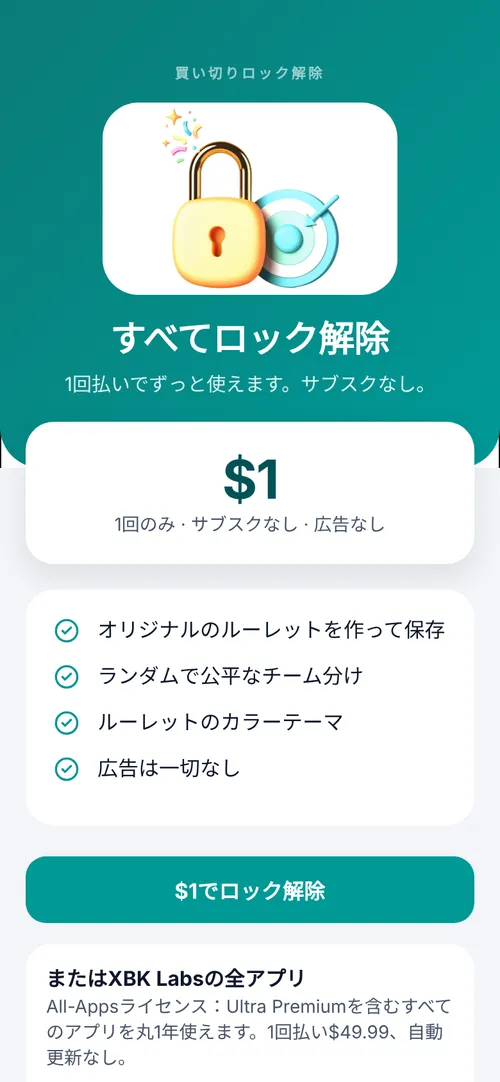 買い切りロック解除
すべてロック解除
1回払いでずっと使えます。サブスクなし。
$1
1回のみ · サブスクなし · 広告なし
オリジナルのルーレットを作って保存
ランダムで公平なチーム分け
ルーレットのカラーテーマ
広告は一切なし
$1でロック解除
またはXBK Labsの全アプリ
All-Appsライセンス：Ultra Premiumを含むすべて
のアプリを丸1年使えます。1回払い$49.99、自動
更新なし。